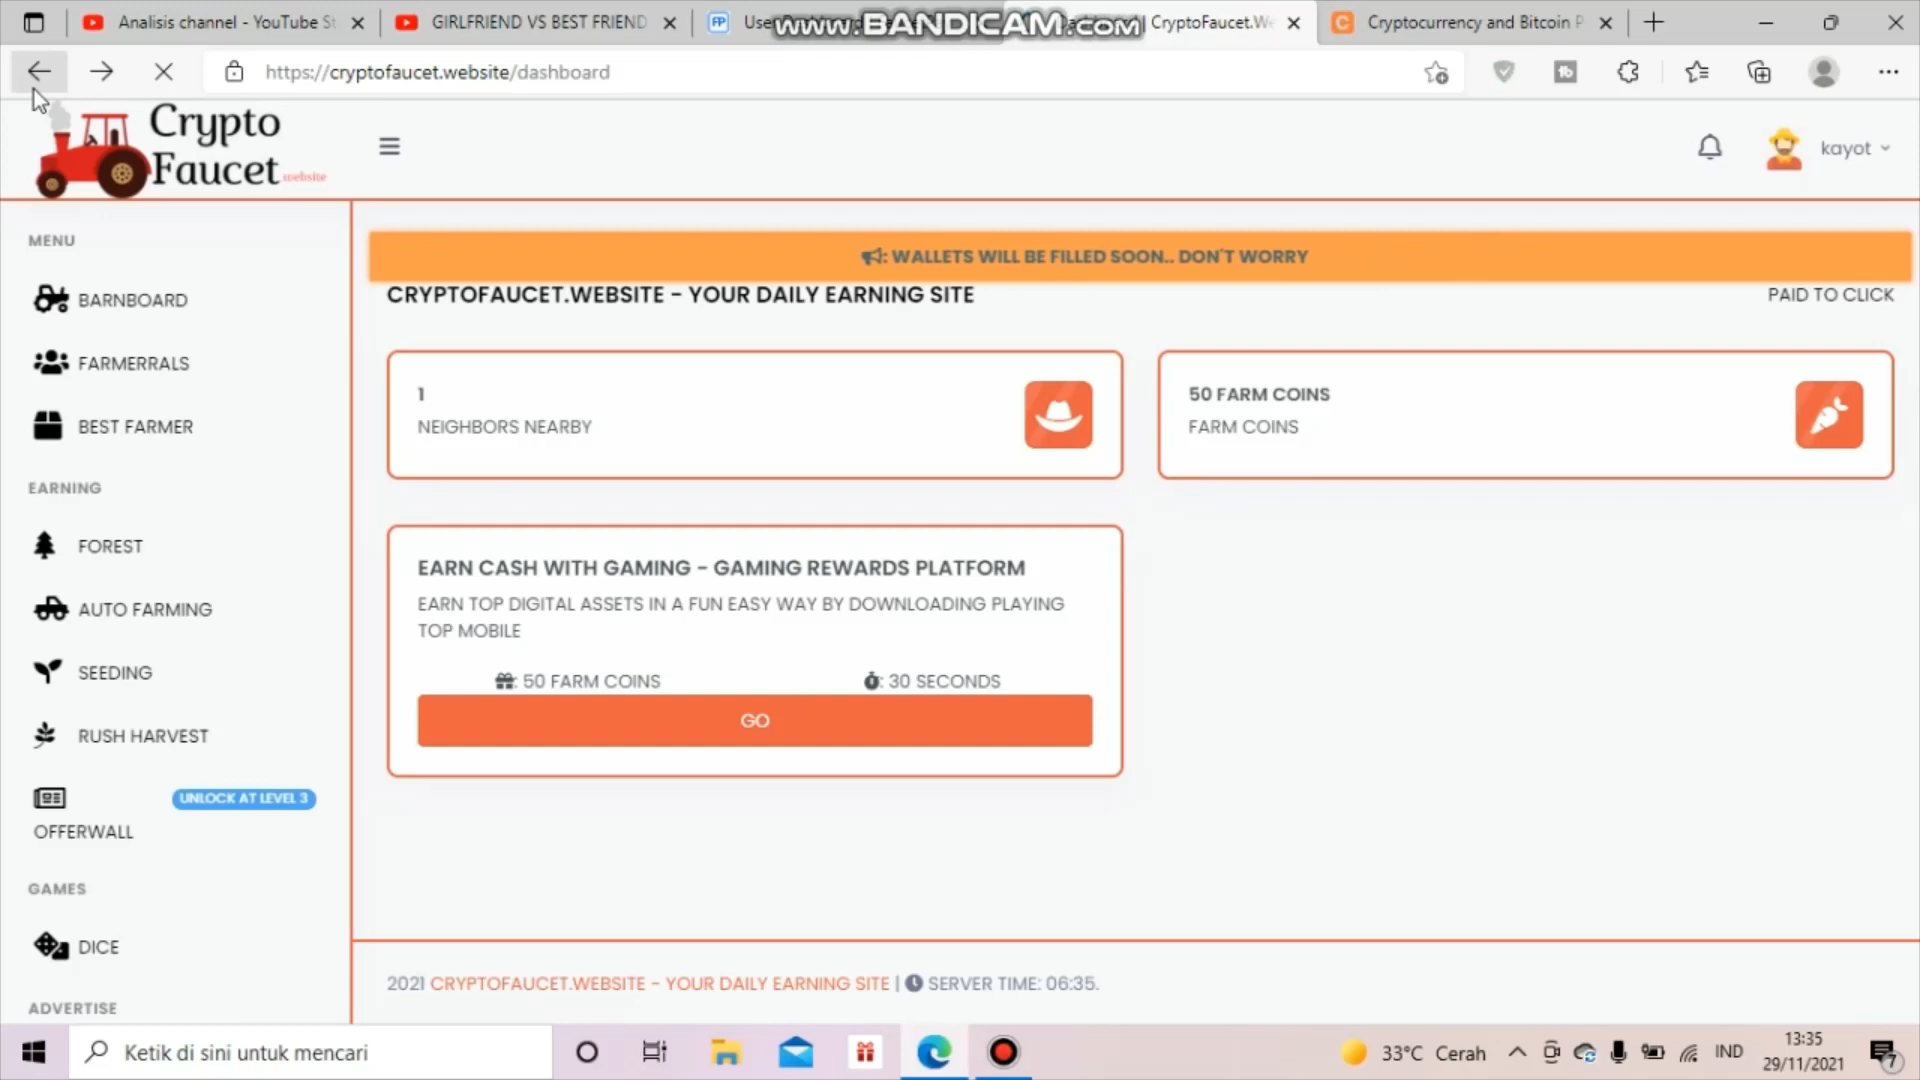 Analisis channel - YouTube St
GIRLFRIEND VS BEST FRIEND
FP
User
www.BANDICAM.com
| CryptoFaucet.We
Cryptocurrency and Bitcoin P
https://cryptofaucet.website/dashboard
Crypto
Faucet.website
kayot
MENU
BARNBOARD
FARMERRALS
BEST FARMER
EARNING
FOREST
AUTO FARMING
SEEDING
RUSH HARVEST
UNLOCK AT LEVEL 3
OFFERWALL
GAMES
DICE
ADVERTISE
: WALLETS WILL BE FILLED SOON.. DON'T WORRY
CRYPTOFAUCET.WEBSITE - YOUR DAILY EARNING SITE
PAID TO CLICK
1
NEIGHBORS NEARBY
50 FARM COINS
FARM COINS
EARN CASH WITH GAMING - GAMING REWARDS PLATFORM
EARN TOP DIGITAL ASSETS IN A FUN EASY WAY BY DOWNLOADING PLAYING
TOP MOBILE
: 50 FARM COINS
: 30 SECONDS
GO
2021 CRYPTOFAUCET.WEBSITE - YOUR DAILY EARNING SITE | SERVER TIME: 06:35.
Ketik di sini untuk mencari
33°C Cerah
IND
13:35
29/11/2021
7